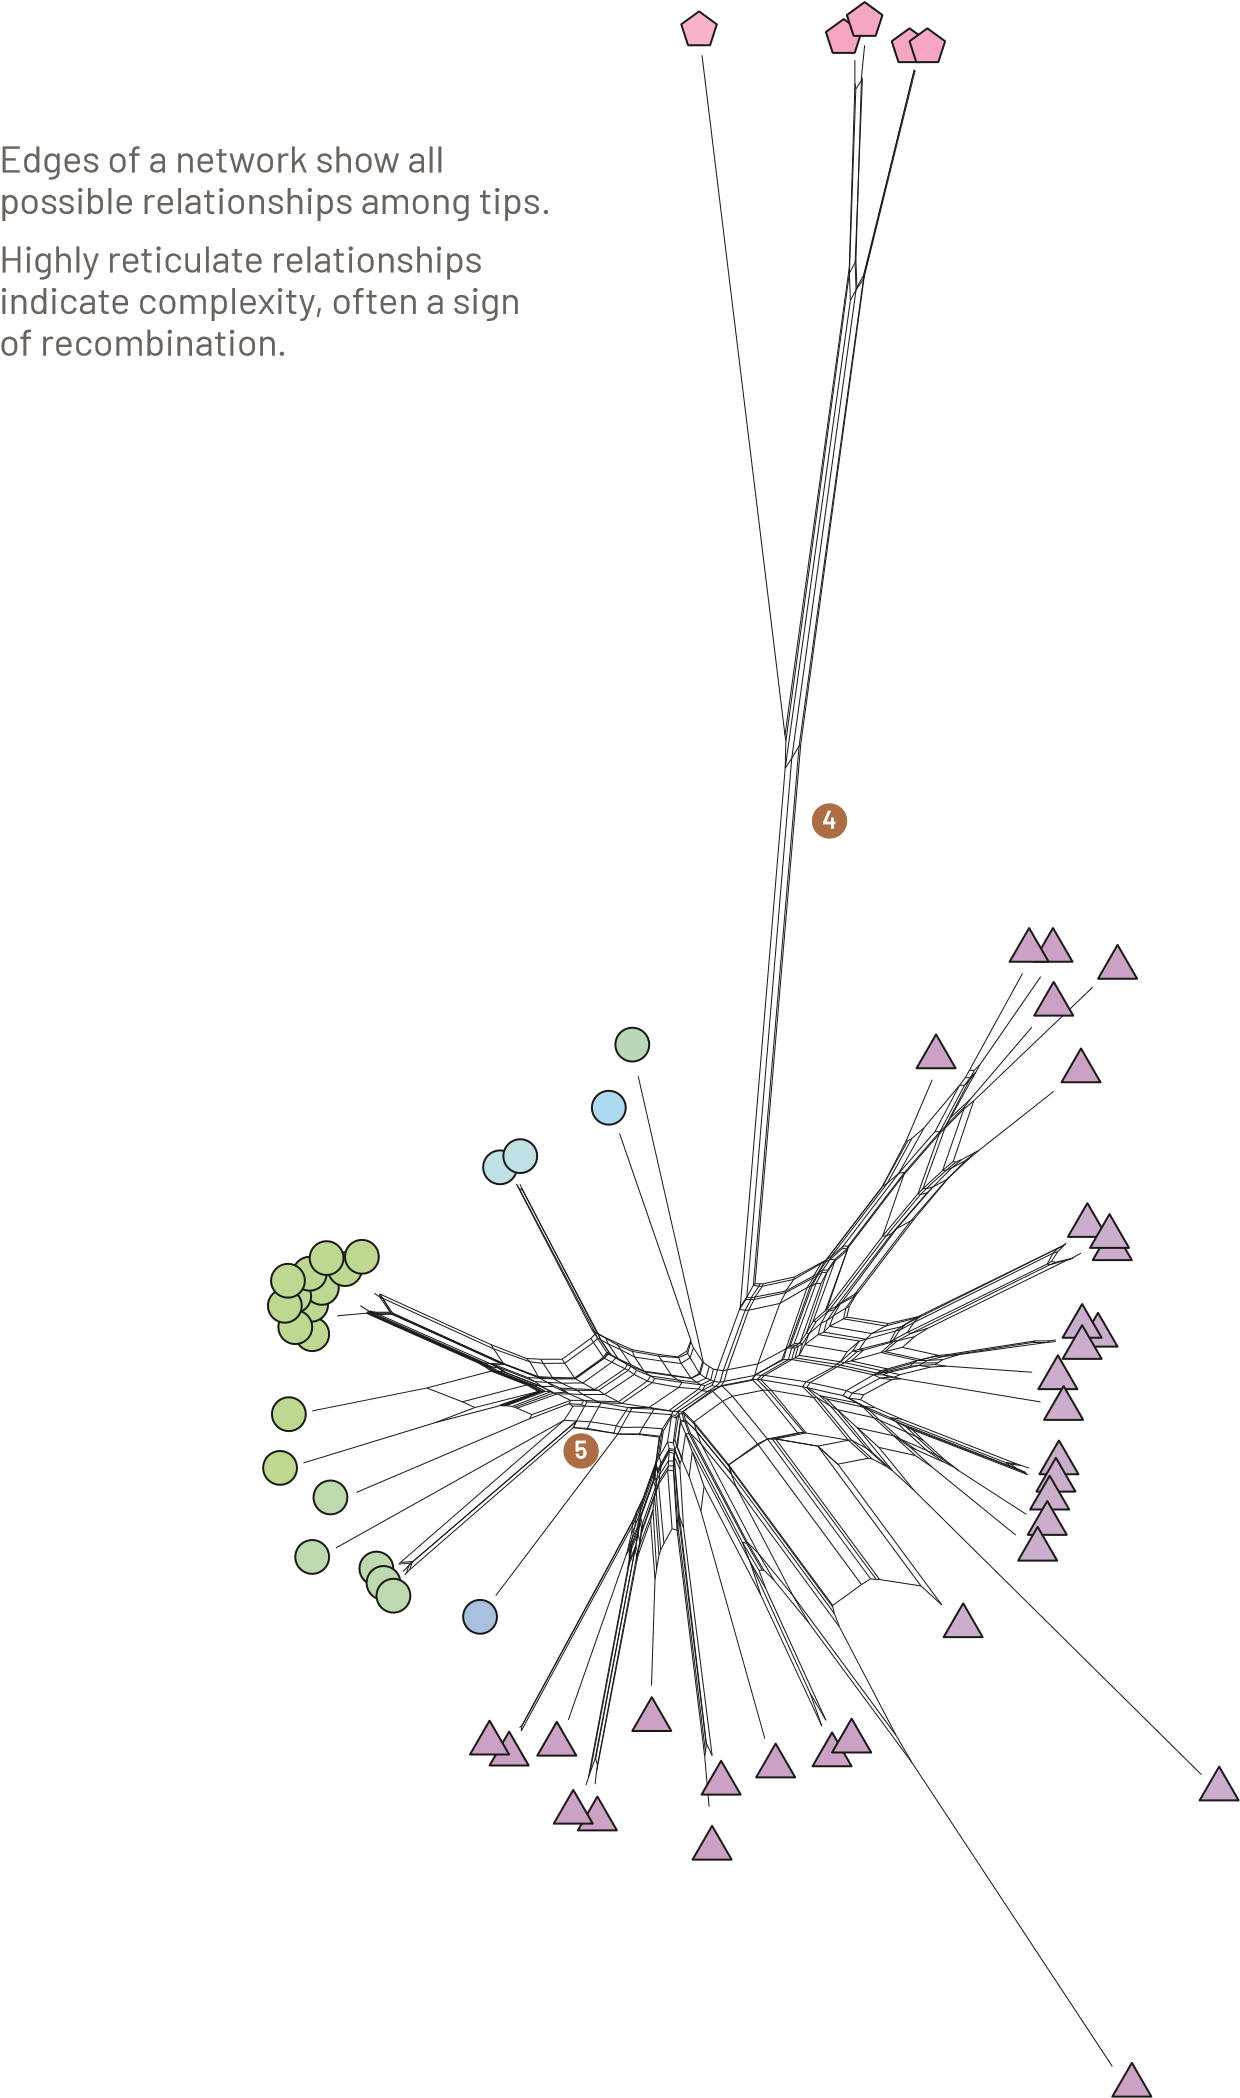 Edges of a network show all
possible relationships among tips.
Highly reticulate relationships
indicate complexity, often a sign
of recombination.
4
5